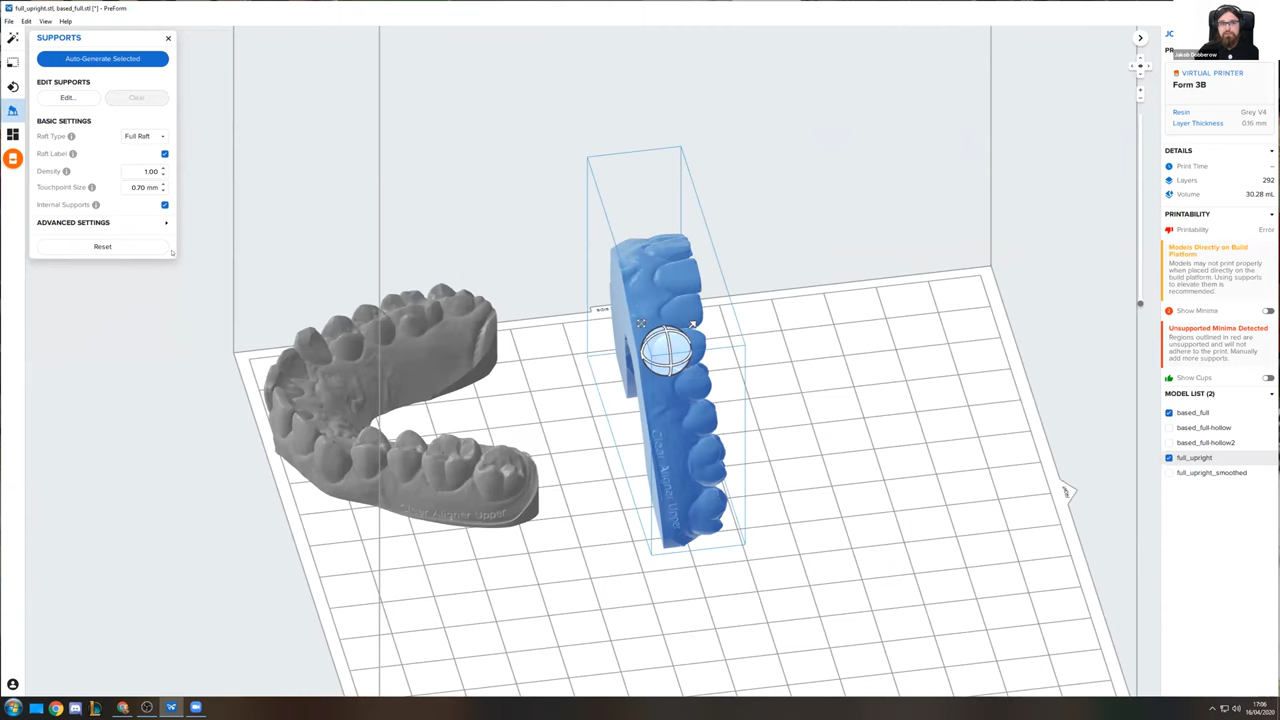 full_upright.stl, based_full.stl [*] - PreForm
File Edit View Help
SUPPORTS
Auto-Generate Selected
EDIT SUPPORTS
Edit... Clear
BASIC SETTINGS
Raft Type Full Raft
Raft Label
Density 1.00
Touchpoint Size 0.70 mm
Internal Supports
ADVANCED SETTINGS
Reset
Clear Aligner Upper
Clear Aligner Upper
Jakob Dobberow
VIRTUAL PRINTER
Form 3B
Resin Grey V4
Layer Thickness 0.16 mm
DETAILS
Print Time --
Layers 292
Volume 30.28 mL
PRINTABILITY
Printability Error
Models Directly on Build
Platform
Models may not print properly
when placed directly on the
build platform. Using supports
to elevate them is
recommended.
Show Minima
Unsupported Minima Detected
Regions outlined in red are
unsupported and will not
adhere to the print. Manually
add more supports.
Show Cups
MODEL LIST (2)
based_full
based_full-hollow
based_full-hollow2
full_upright
full_upright_smoothed
17:06
16/04/2020